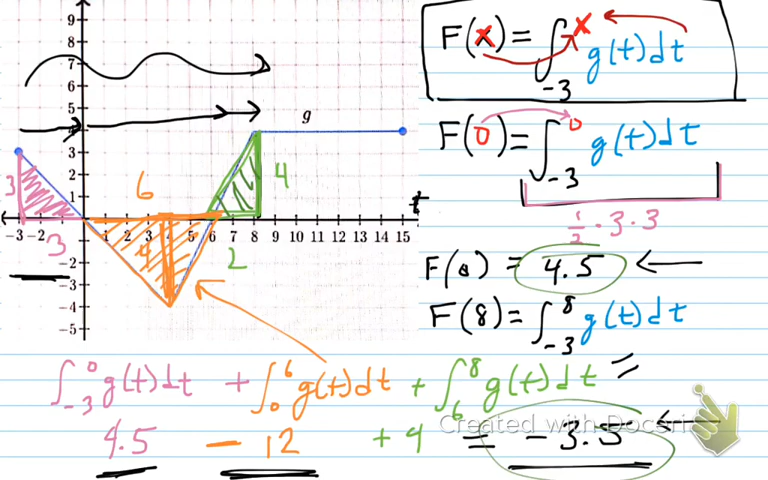 F(x) = ∫_{-3}^{x} g(t)dt
F(0) = ∫_{-3}^{0} g(t)dt
1/2 · 3 · 3
F(0) = 4.5
F(8) = ∫_{-3}^{8} g(t)dt
9
8
7
6
5
4
3
2
1
-1
-2
-3
-4
-5
-3 -2 1 2 3 4 5 6 7 8 9 10 11 12 13 14 15
g
t
3
3
6
4
4
2
∫_{-3}^{0} g(t)dt + ∫_{0}^{6} g(t)dt + ∫_{6}^{8} g(t)dt =
4.5 - 12 + 4 = -3.5
Created with Doceri